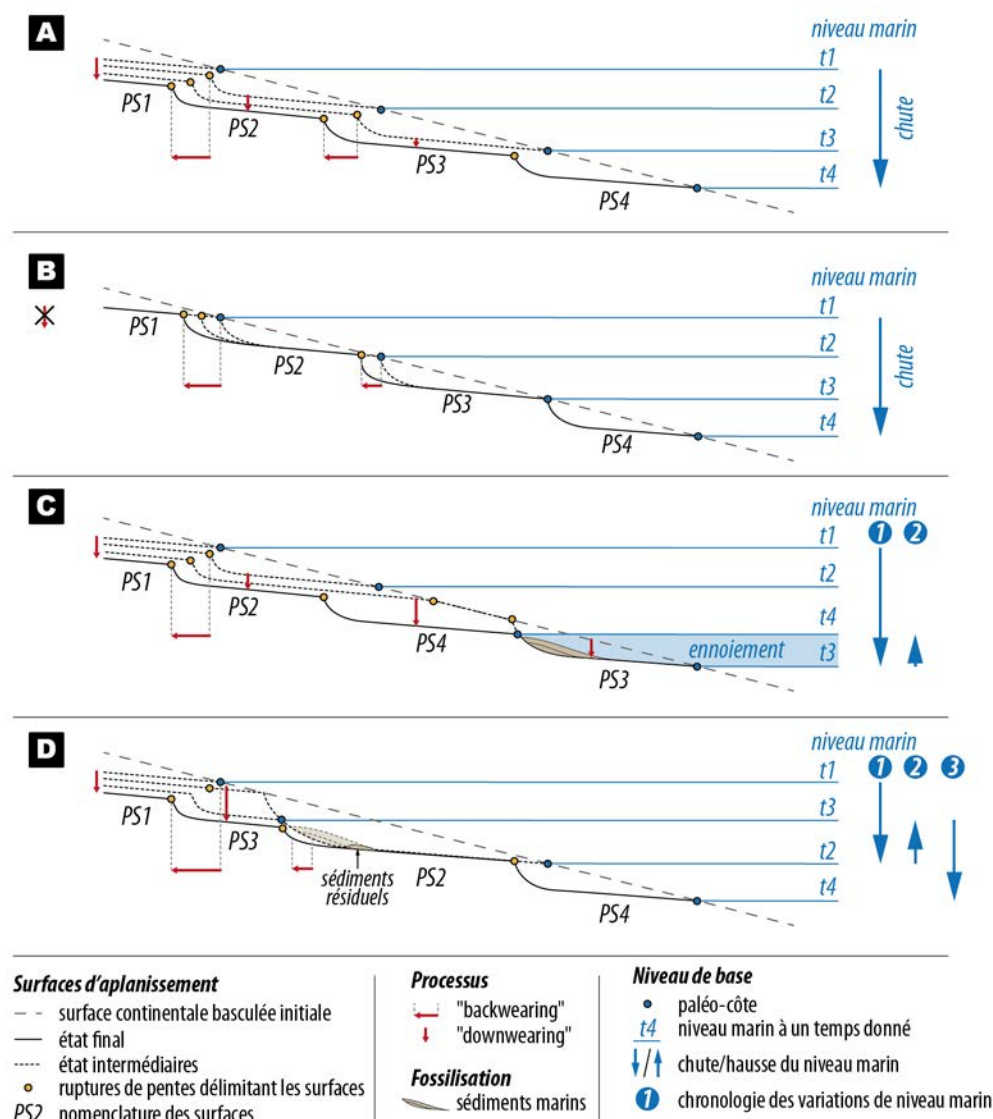 A
niveau marin
t1
t2
t3
t4
chute
PS1
PS2
PS3
PS4
B
niveau marin
t1
t2
t3
t4
chute
PS1
PS2
PS3
PS4
C
niveau marin
t1
1 2
t2
t4
ennoiement
t3
PS1
PS2
PS4
PS3
D
niveau marin
t1
1 2 3
t3
t2
t4
PS1
PS3
PS2
sédiments
résiduels
PS4
Surfaces d'aplanissement
surface continentale basculée initiale
état final
état intermédiaires
ruptures de pentes délimitant les surfaces
PS2 nomenclature des surfaces
Processus
"backwearing"
"downwearing"
Fossilisation
sédiments marins
Niveau de base
paléo-côte
t4 niveau marin à un temps donné
/ chute/hausse du niveau marin
1 chronologie des variations de niveau marin